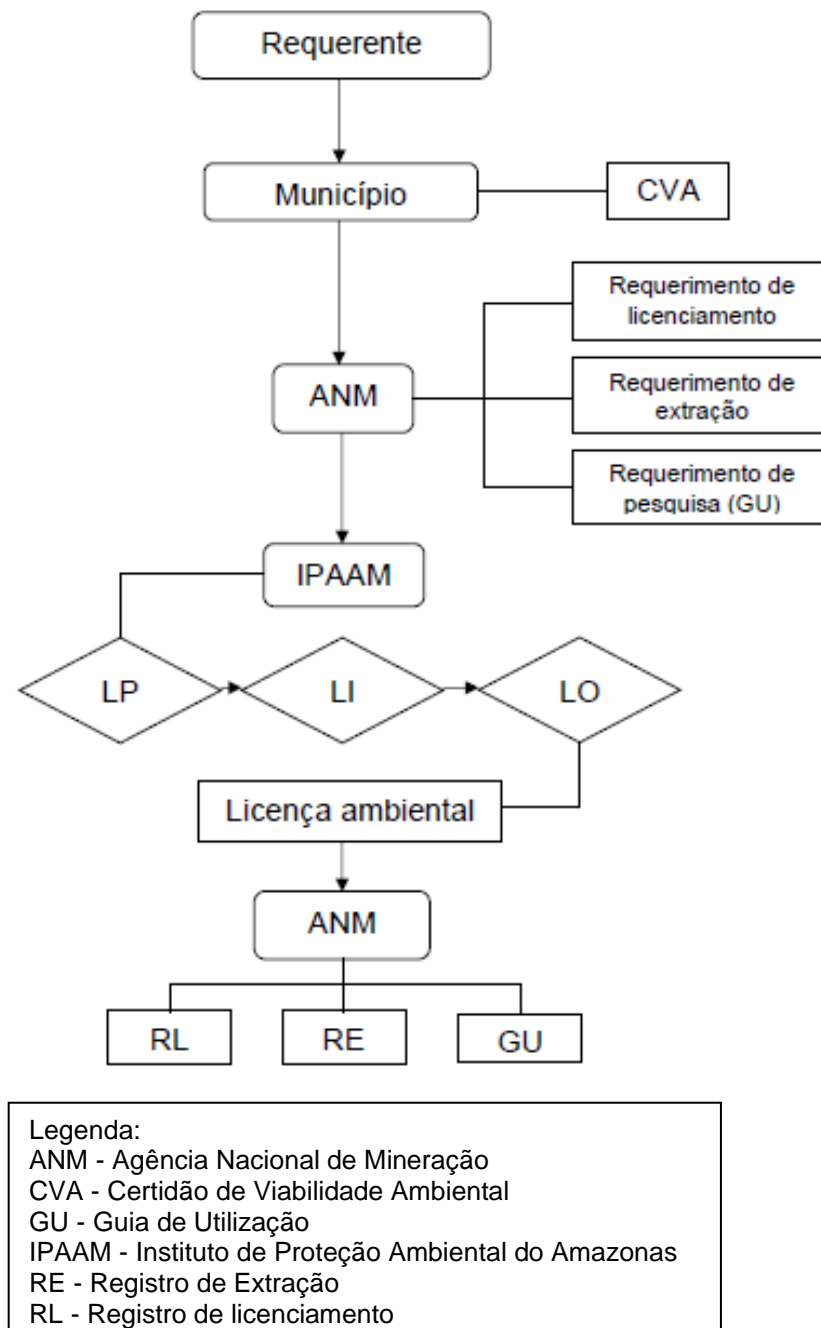 Requerente
Município
CVA
Requerimento de
licenciamento
ANM
Requerimento de
extração
Requerimento de
pesquisa (GU)
IPAAM
LP
LI
LO
Licença ambiental
ANM
RL
RE
GU
Legenda:
ANM - Agência Nacional de Mineração
CVA - Certidão de Viabilidade Ambiental
GU - Guia de Utilização
IPAAM - Instituto de Proteção Ambiental do Amazonas
RE - Registro de Extração
RL - Registro de licenciamento